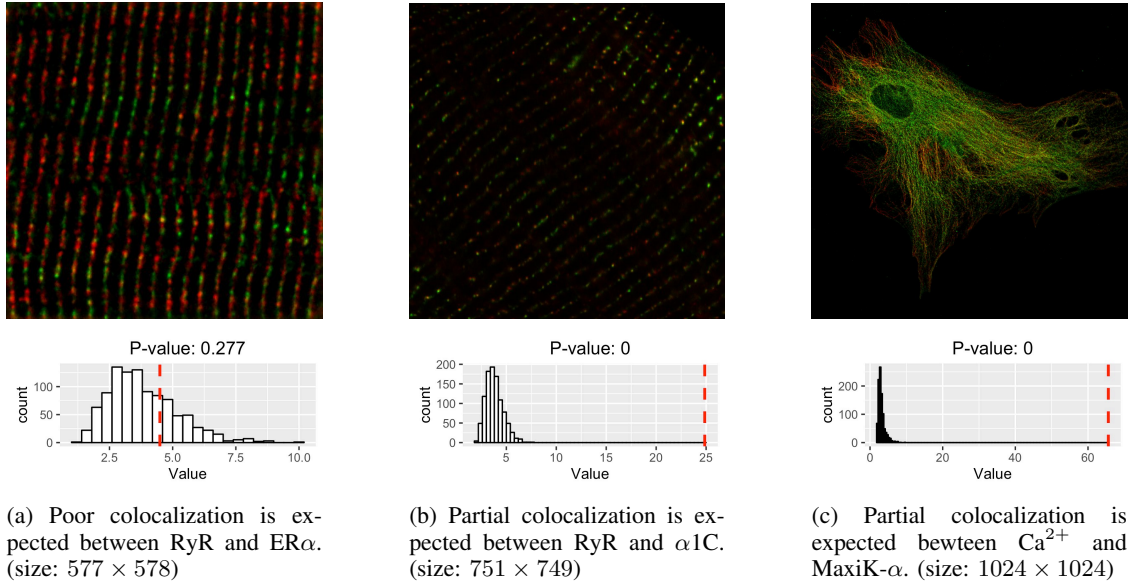 P-value: 0.277
count
100
50
0
2.5 5.0 7.5 10.0
Value
(a) Poor colocalization is ex-
pected between RyR and ERα.
(size: 577 × 578)
P-value: 0
count
200
150
100
50
0
5 10 15 20 25
Value
(b) Partial colocalization is ex-
pected between RyR and α1C.
(size: 751 × 749)
P-value: 0
count
200
100
0
0 20 40 60
Value
(c) Partial colocalization is
expected bewteen Ca²⁺ and
MaxiK-α. (size: 1024 × 1024)